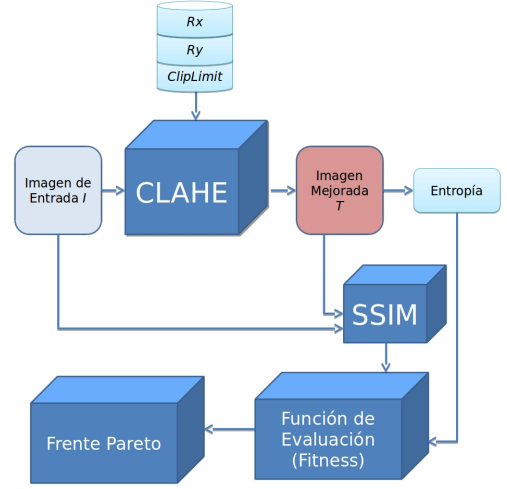 Rx
Ry
ClipLimit
Imagen de
Entrada I
CLAHE
Imagen
Mejorada
T
Entropía
SSIM
Función de
Evaluación
(Fitness)
Frente Pareto